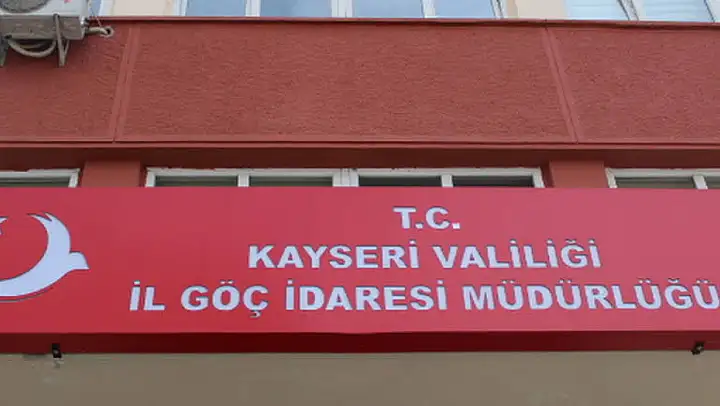 T.C.
KAYSERİ VALİLİĞİ
İL GÖÇ İDARESİ MÜDÜRLÜĞÜ